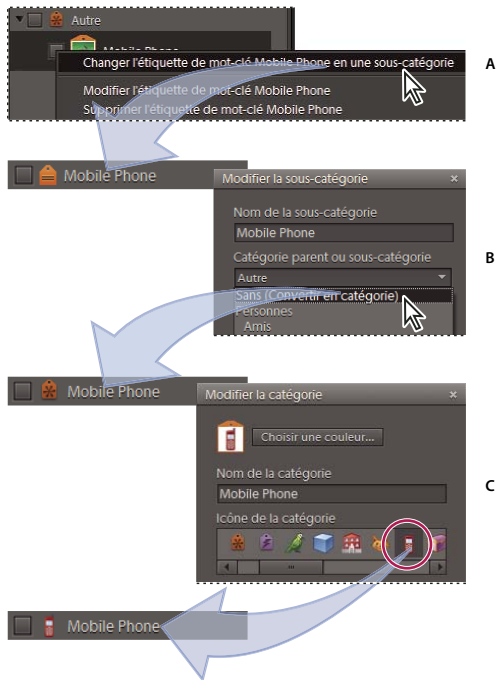 Autre
Mobile Phone
Changer l'étiquette de mot-clé Mobile Phone en une sous-catégorie
A
Modifier l'étiquette de mot-clé Mobile Phone
Supprimer l'étiquette de mot-clé Mobile Phone
Mobile Phone
Modifier la sous-catégorie
×
Nom de la sous-catégorie
Mobile Phone
Catégorie parent ou sous-catégorie
B
Autre
Sans (Convertir en catégorie)
Personnes
Amis
Mobile Phone
Modifier la catégorie
×
Choisir une couleur...
Nom de la catégorie
C
Mobile Phone
Icône de la catégorie
Mobile Phone